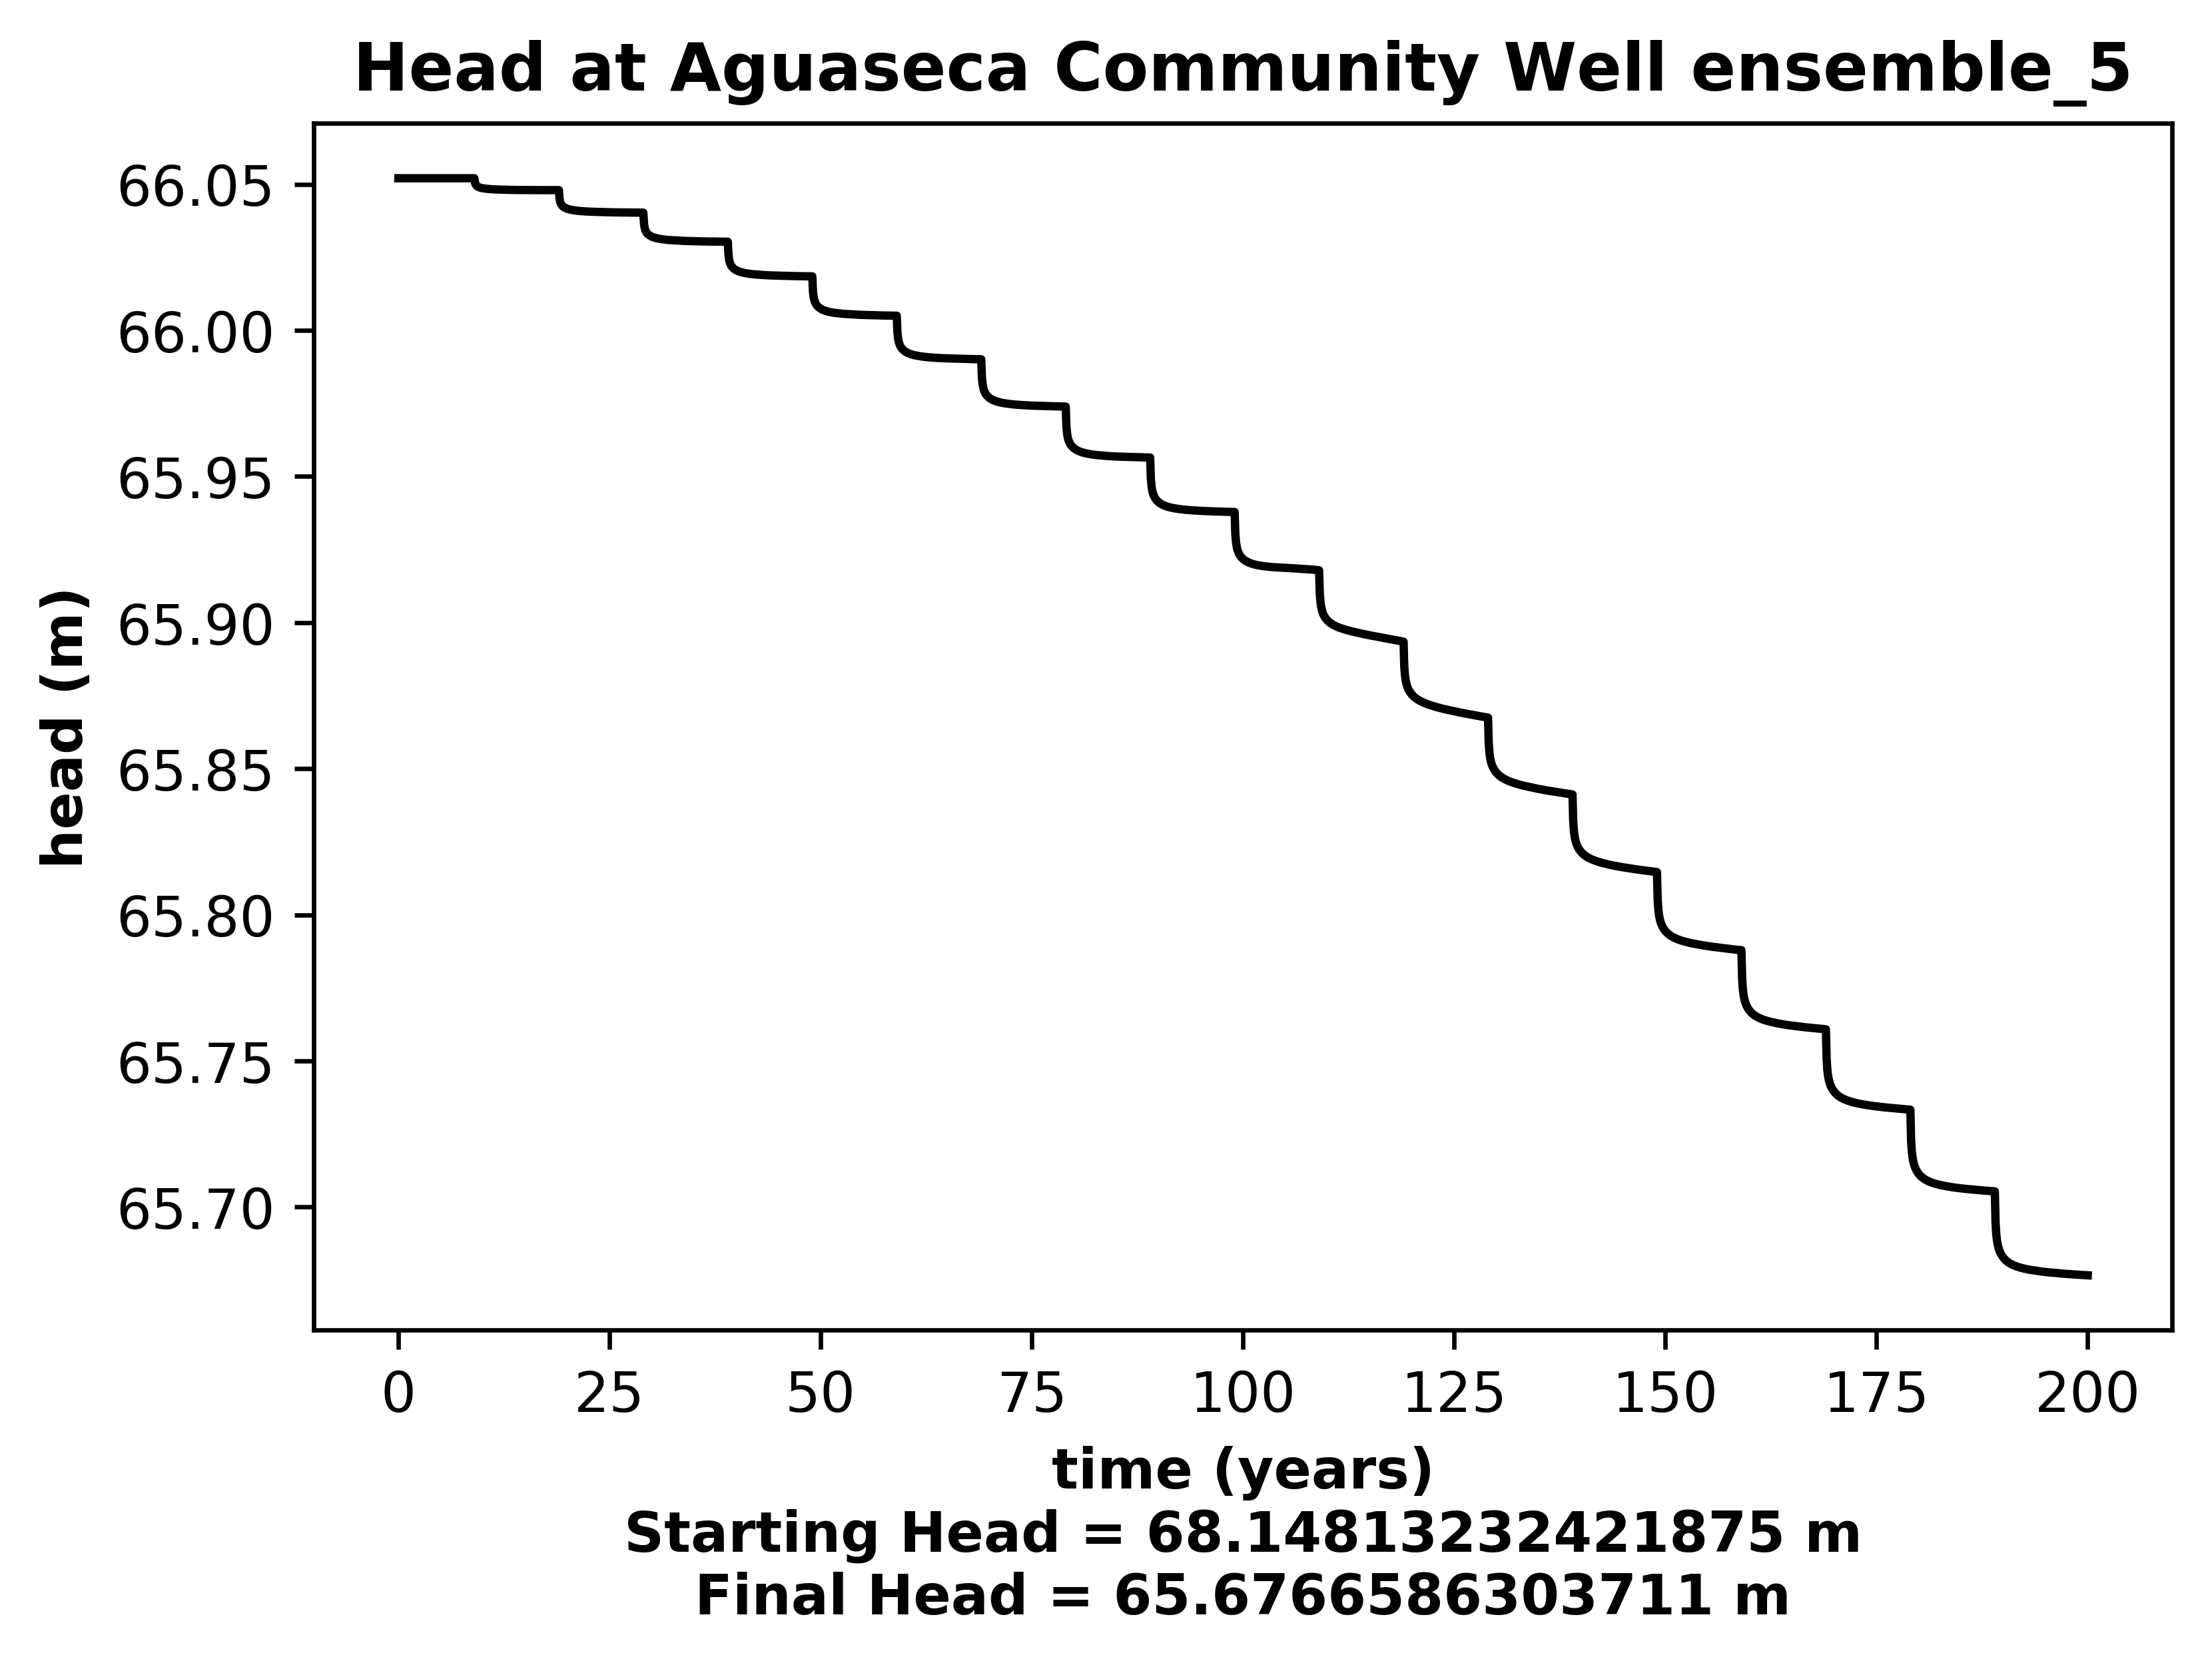 Head at Aguaseca Community Well ensemble_5
head (m)
66.05
66.00
65.95
65.90
65.85
65.80
65.75
65.70
0 25 50 75 100 125 150 175 200
time (years)
Starting Head = 68.14813232421875 m
Final Head = 65.67665863037​11 m